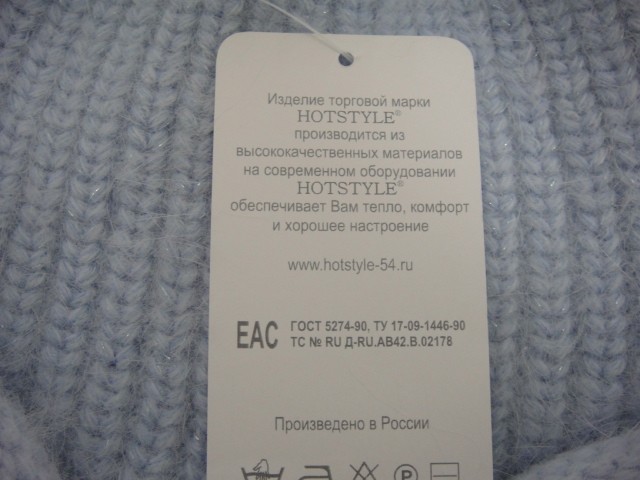 Изделие торговой марки
HOTSTYLE®
производится из
высококачественных материалов
на современном оборудовании
HOTSTYLE®
обеспечивает Вам тепло, комфорт
и хорошее настроение
www.hotstyle-54.ru
ЕАС
ГОСТ 5274-90, ТУ 17-09-1446-90
ТС № RU Д-RU.АВ42.В.02178
Произведено в России
P